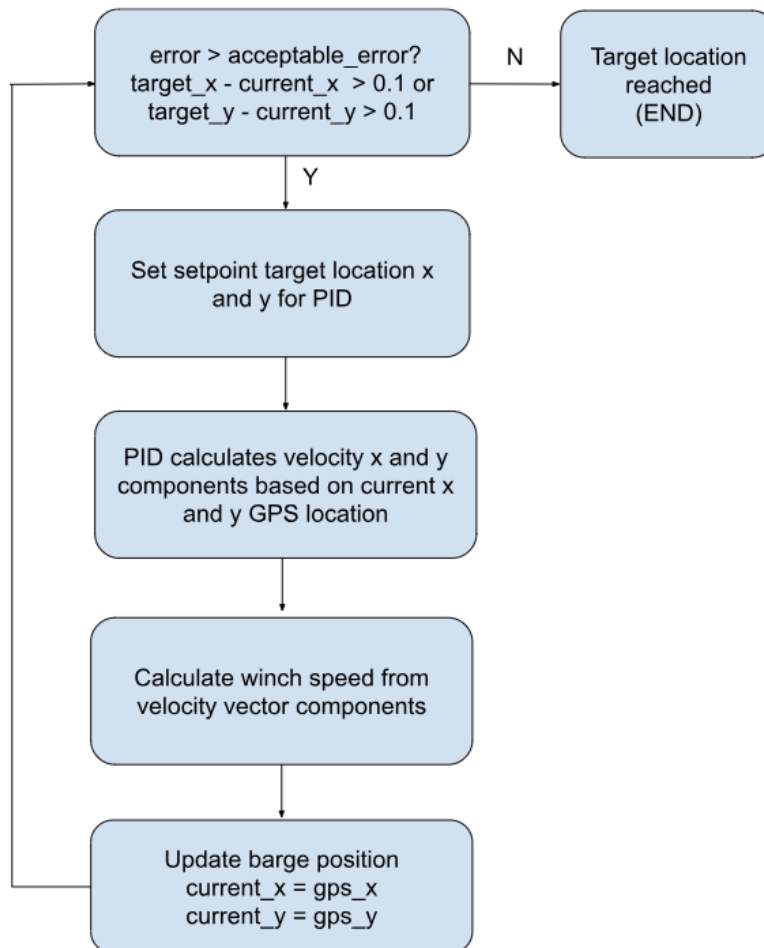 error > acceptable_error?
target_x - current_x  > 0.1 or
target_y - current_y > 0.1
N
Target location
reached
(END)
Y
Set setpoint target location x
and y for PID
PID calculates velocity x and y
components based on current x
and y GPS location
Calculate winch speed from
velocity vector components
Update barge position
current_x = gps_x
current_y = gps_y